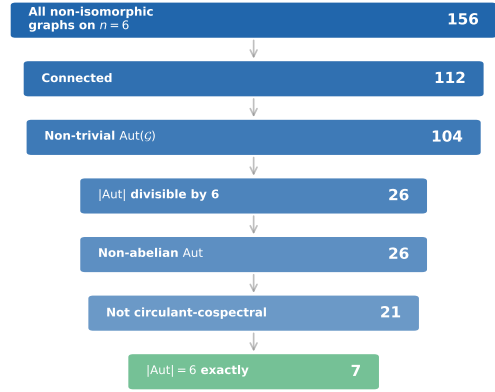 All non-isomorphic
graphs on n = 6
156
Connected
112
Non-trivial Aut(𝒢)
104
|Aut| divisible by 6
26
Non-abelian Aut
26
Not circulant-cospectral
21
|Aut| = 6 exactly
7